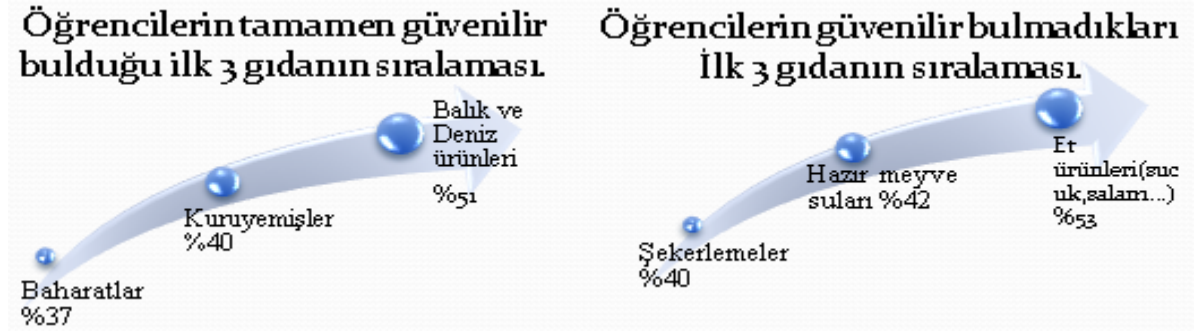 Öğrencilerin tamamen güvenilir
bulduğu ilk 3 gıdanın sıralaması.
Balık ve
Deniz
ürünleri
%51
Kuruyemişler
%40
Baharatlar
%37
Öğrencilerin güvenilir bulmadıkları
İlk 3 gıdanın sıralaması.
Et
ürünleri(suc
uk,salam...)
%53
Hazır meyve
suları %42
Şekerlemeler
%40